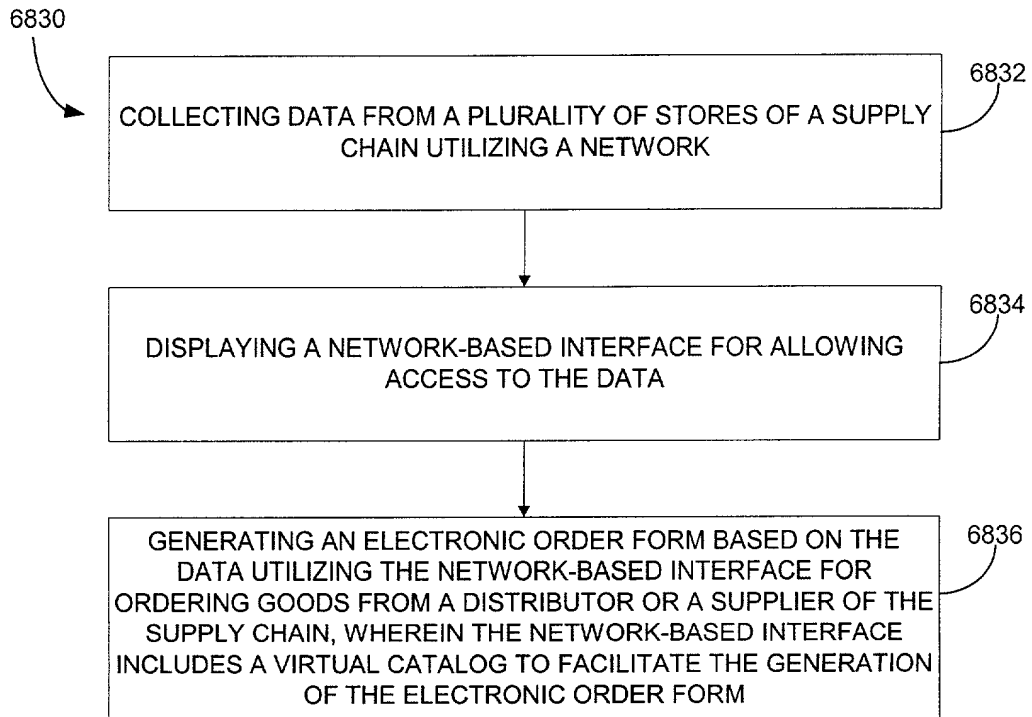 6830
6832
COLLECTING DATA FROM A PLURALITY OF STORES OF A SUPPLY
CHAIN UTILIZING A NETWORK
6834
DISPLAYING A NETWORK-BASED INTERFACE FOR ALLOWING
ACCESS TO THE DATA
6836
GENERATING AN ELECTRONIC ORDER FORM BASED ON THE
DATA UTILIZING THE NETWORK-BASED INTERFACE FOR
ORDERING GOODS FROM A DISTRIBUTOR OR A SUPPLIER OF THE
SUPPLY CHAIN, WHEREIN THE NETWORK-BASED INTERFACE
INCLUDES A VIRTUAL CATALOG TO FACILITATE THE GENERATION
OF THE ELECTRONIC ORDER FORM